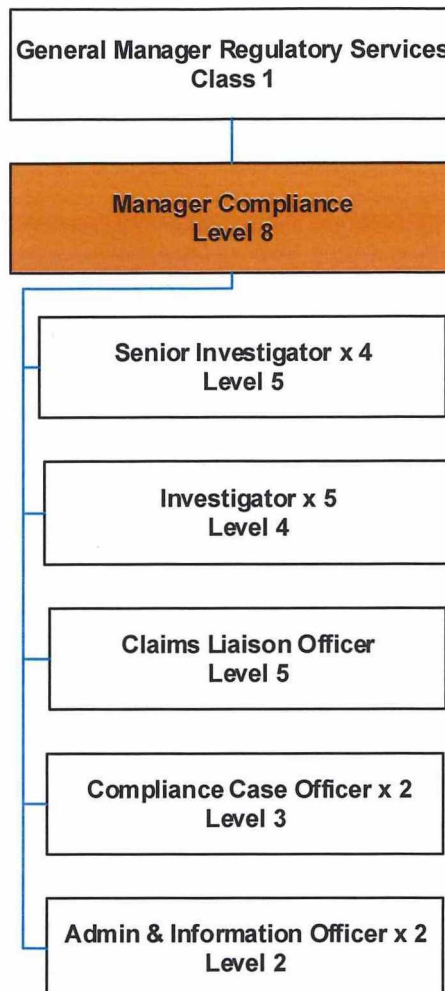 General Manager Regulatory Services
Class 1
Manager Compliance
Level 8
Senior Investigator x 4
Level 5
Investigator x 5
Level 4
Claims Liaison Officer
Level 5
Compliance Case Officer x 2
Level 3
Admin & Information Officer x 2
Level 2